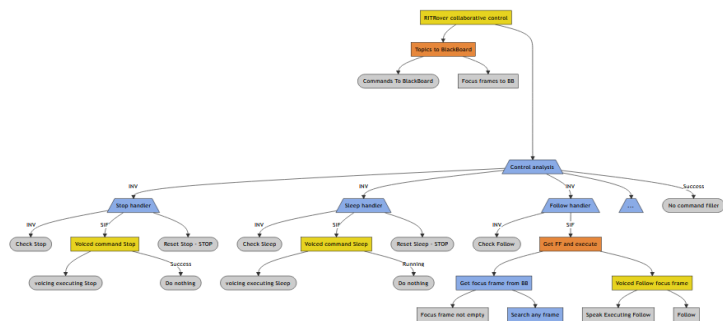 RITRover collaborative control
Topics to BlackBoard
Commands To BlackBoard
Focus frames to BB
Control analysis
INV
INV
INV
Success
Stop handler
Sleep handler
Follow handler
...
No command filler
INV
SIF
INV
SIF
INV
SIF
Check Stop
Voiced command Stop
Reset Stop - STOP
Check Sleep
Voiced command Sleep
Reset Sleep - STOP
Check Follow
Get FF and execute
Success
Running
voicing executing Stop
Do nothing
voicing executing Sleep
Do nothing
Get focus frame from BB
Voiced Follow focus frame
Focus frame not empty
Search any frame
Speak Executing Follow
Follow